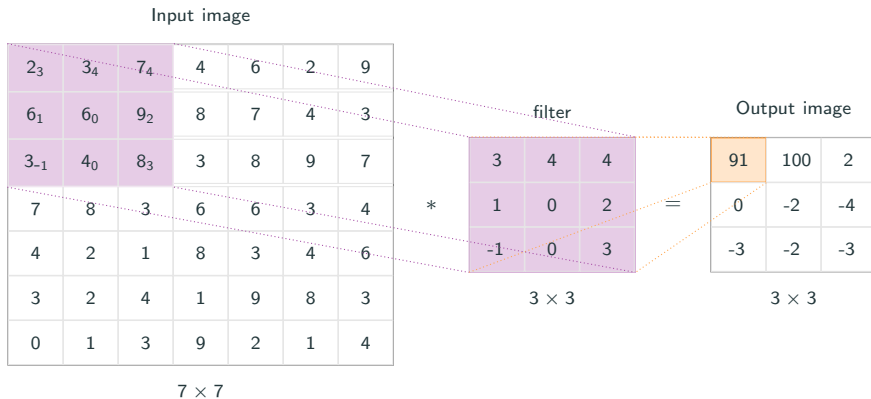 Input image
2₃ 3₄ 7₄ 4 6 2 9
6₁ 6₀ 9₂ 8 7 4 3
3₋₁ 4₀ 8₃ 3 8 9 7
7 8 3 6 6 3 4
4 2 1 8 3 4 6
3 2 4 1 9 8 3
0 1 3 9 2 1 4
7 × 7
*
filter
3 4 4
1 0 2
-1 0 3
3 × 3
=
Output image
91 100 2
0 -2 -4
-3 -2 -3
3 × 3